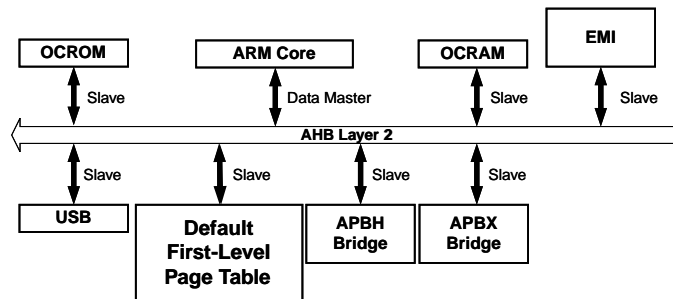 OCROM
ARM Core
OCRAM
EMI
Slave
Data Master
Slave
Slave
AHB Layer 2
Slave
Slave
Slave
Slave
USB
Default
First-Level
Page Table
APBH
Bridge
APBX
Bridge